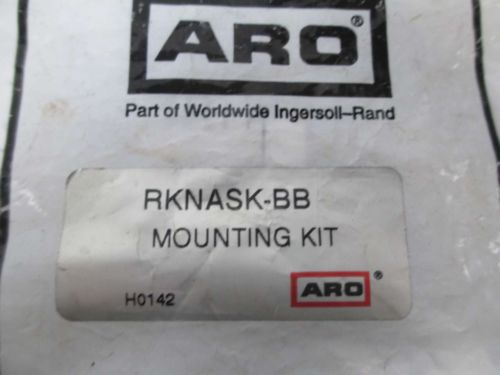 ARO®
Part of Worldwide Ingersoll-Rand
RKNASK-BB
MOUNTING KIT
H0142
ARO®